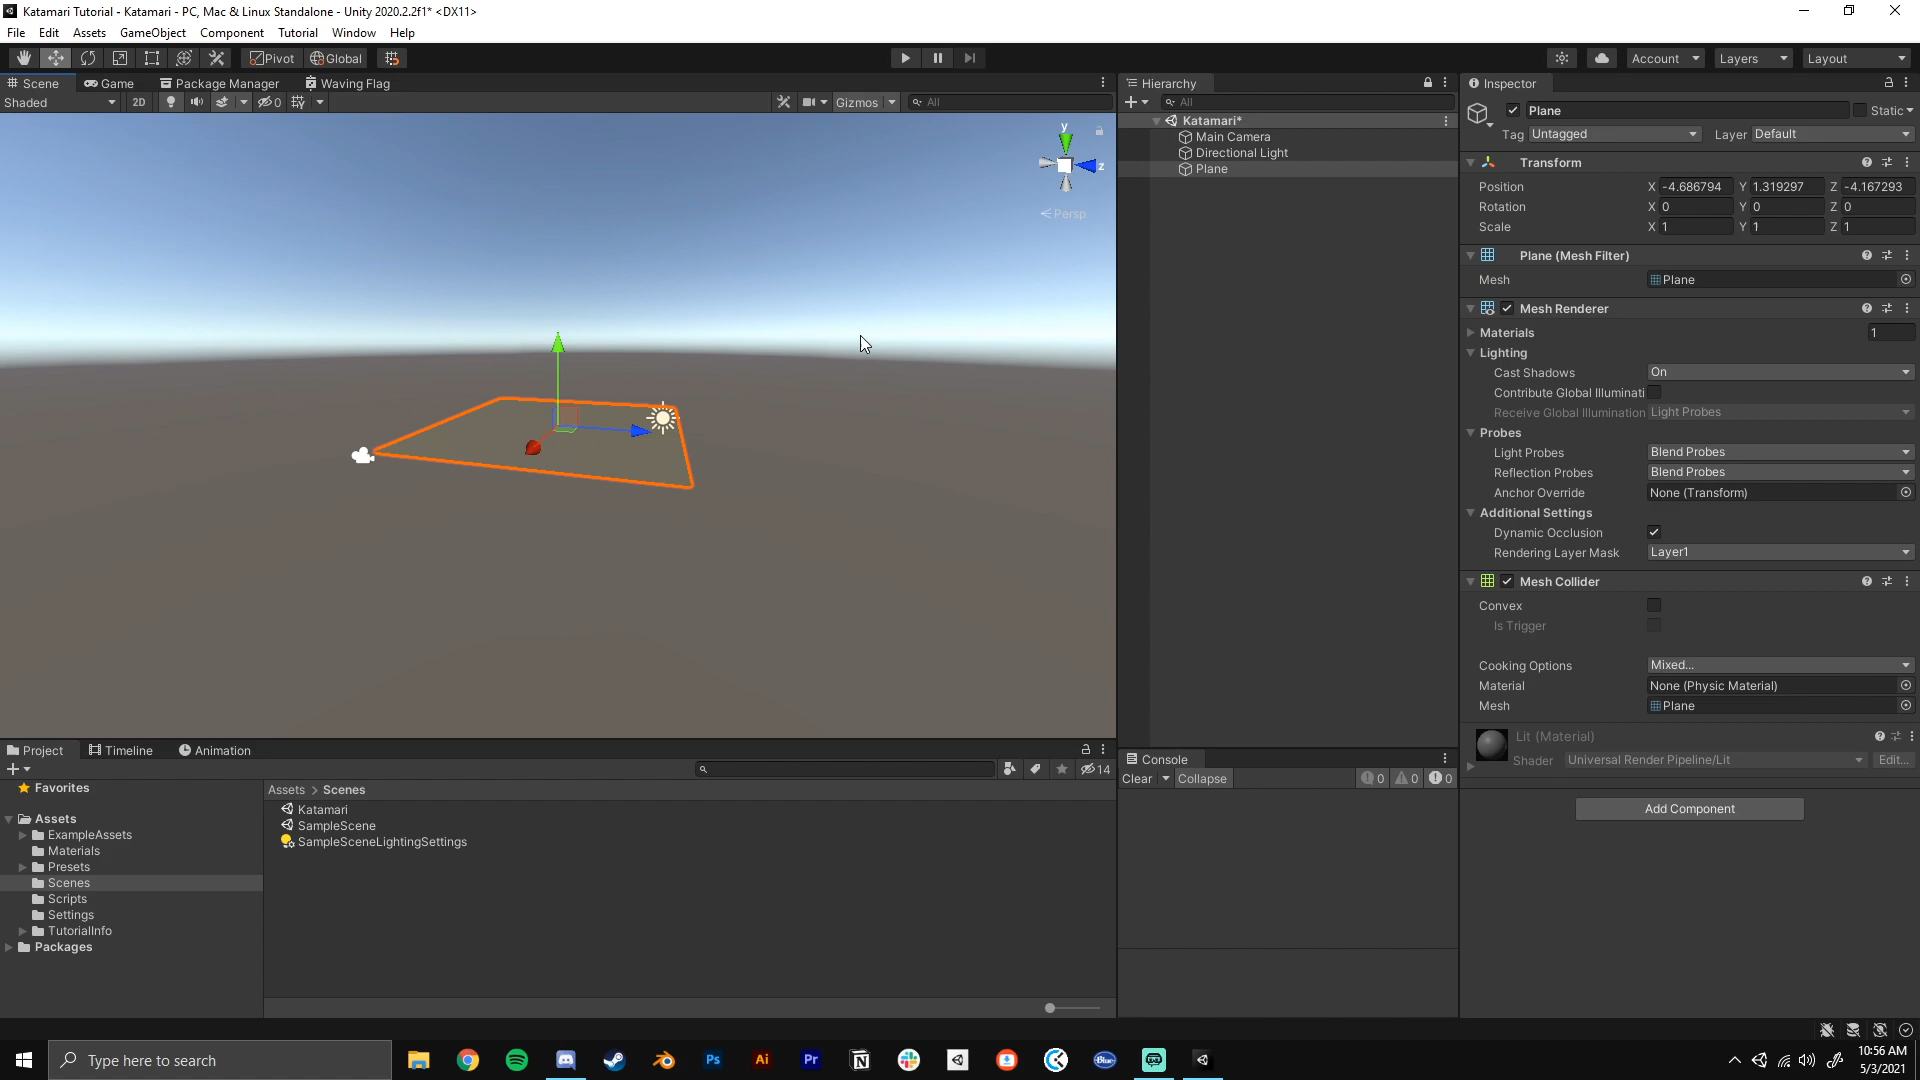 Katamari Tutorial - Katamari - PC, Mac & Linux Standalone - Unity 2020.2.2f1* <DX11>
File Edit Assets GameObject Component Tutorial Window Help
Pivot Global Account Layers Layout
Scene Game Package Manager Waving Flag
Shaded 2D 0 Gizmos All
y
z
Persp
Hierarchy
All
Katamari*
Main Camera
Directional Light
Plane
Inspector
Plane Static
Tag Untagged Layer Default
Transform
Position X -4.686794 Y 1.319297 Z -4.167293
Rotation X 0 Y 0 Z 0
Scale X 1 Y 1 Z 1
Plane (Mesh Filter)
Mesh Plane
Mesh Renderer
Materials 1
Lighting
Cast Shadows On
Contribute Global Illuminati
Receive Global Illumination Light Probes
Probes
Light Probes Blend Probes
Reflection Probes Blend Probes
Anchor Override None (Transform)
Additional Settings
Dynamic Occlusion
Rendering Layer Mask Layer1
Mesh Collider
Convex
Is Trigger
Cooking Options Mixed...
Material None (Physic Material)
Mesh Plane
Lit (Material)
Shader Universal Render Pipeline/Lit Edit...
Add Component
Project Timeline Animation
14
Favorites
Assets
ExampleAssets
Materials
Presets
Scenes
Scripts
Settings
TutorialInfo
Packages
Assets > Scenes
Katamari
SampleScene
SampleSceneLightingSettings
Console
Clear Collapse 0 0 0
Type here to search
Ps Ai Pr
Blue
10:56 AM
5/3/2021